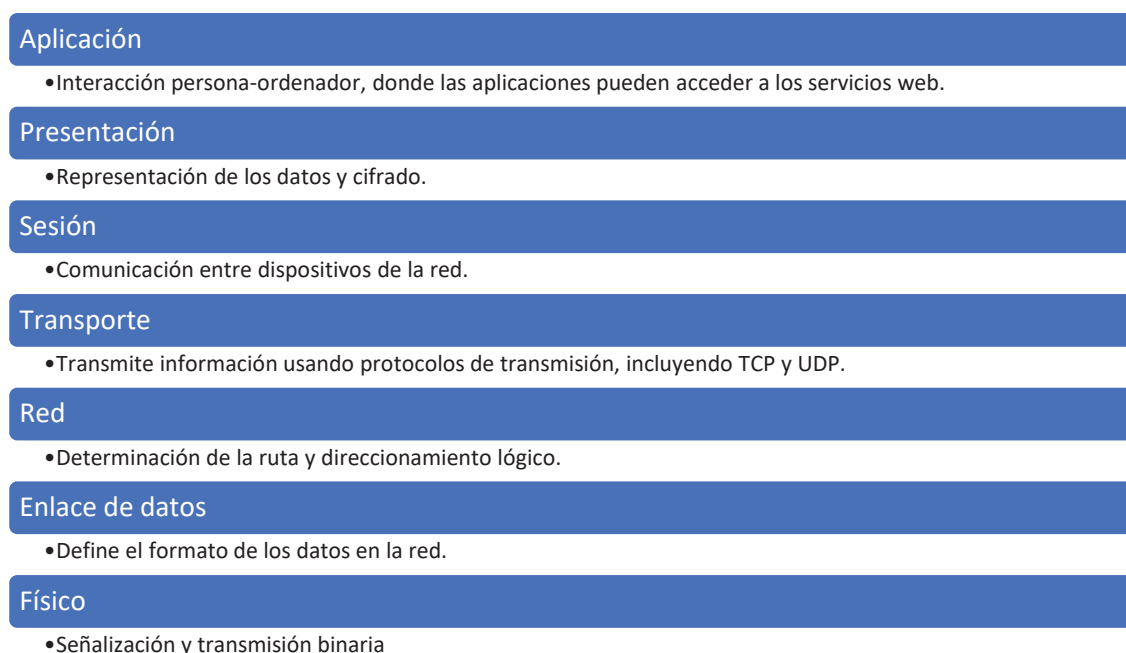 Aplicación
•Interacción persona-ordenador, donde las aplicaciones pueden acceder a los servicios web.
Presentación
•Representación de los datos y cifrado.
Sesión
•Comunicación entre dispositivos de la red.
Transporte
•Transmite información usando protocolos de transmisión, incluyendo TCP y UDP.
Red
•Determinación de la ruta y direccionamiento lógico.
Enlace de datos
•Define el formato de los datos en la red.
Físico
•Señalización y transmisión binaria